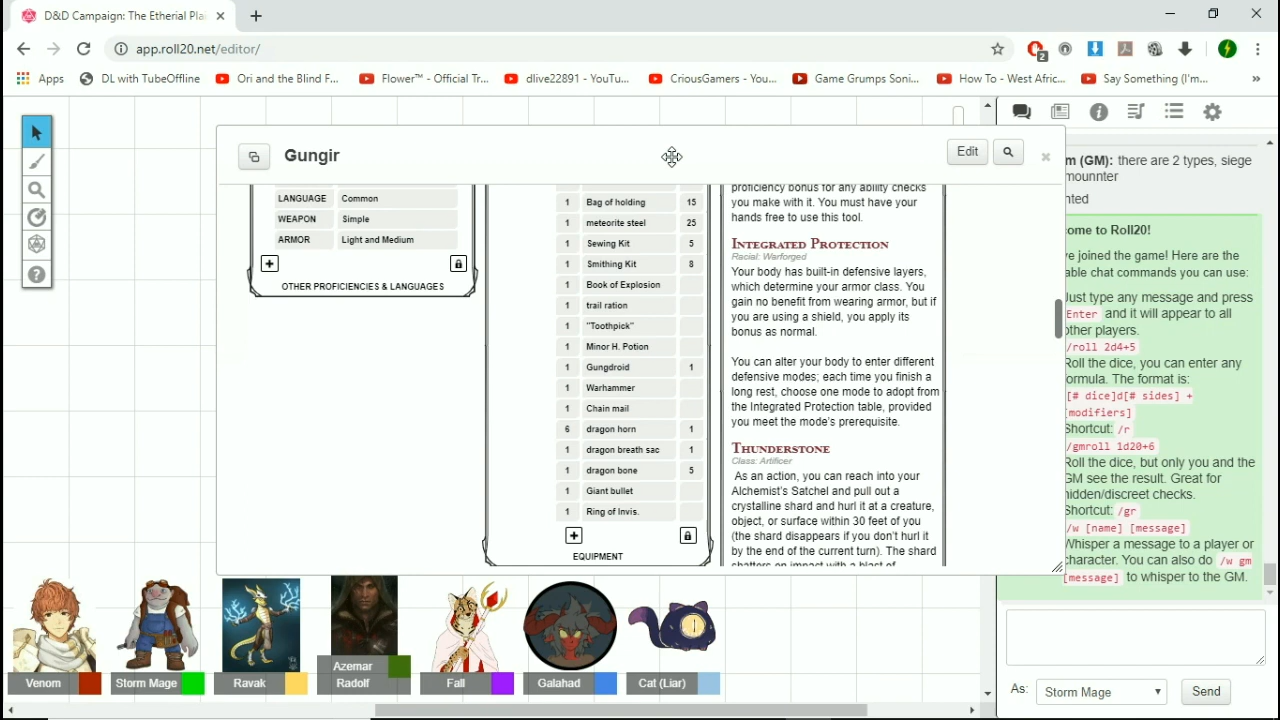 D&D Campaign: The Etherial Plai
app.roll20.net/editor/
2
Apps
DL with TubeOffline
Ori and the Blind F...
Flower™ - Official Tr...
dlive22891 - YouTu...
CriousGamers - You...
Game Grumps Soni...
How To - West Afric...
Say Something (I'm...
»
Gungir
Edit
LANGUAGE Common
WEAPON Simple
ARMOR Light and Medium
OTHER PROFICIENCIES & LANGUAGES
1 Bag of holding 15
1 meteorite steel 25
1 Sewing Kit 5
1 Smithing Kit 8
1 Book of Explosion
1 trail ration
1 "Toothpick"
1 Minor H. Potion
1 Gungdroid 1
1 Warhammer
1 Chain mail
6 dragon horn 1
1 dragon breath sac 1
1 dragon bone 5
1 Giant bullet
1 Ring of Invis.
EQUIPMENT
proficiency bonus for any ability checks
you make with it. You must have your
hands free to use this tool.
INTEGRATED PROTECTION
Racial: Warforged
Your body has built-in defensive layers,
which determine your armor class. You
gain no benefit from wearing armor, but if
you are using a shield, you apply its
bonus as normal.
You can alter your body to enter different
defensive modes; each time you finish a
long rest, choose one mode to adopt from
the Integrated Protection table, provided
you meet the mode's prerequisite.
THUNDERSTONE
Class: Artificer
As an action, you can reach into your
Alchemist's Satchel and pull out a
crystalline shard and hurl it at a creature,
object, or surface within 30 feet of you
(the shard disappears if you don't hurl it
by the end of the current turn). The shard
shatters on impact with a blast of
m (GM): there are 2 types, siege
mounnter
nted
ome to Roll20!
ve joined the game! Here are the
able chat commands you can use:
Just type any message and press
Enter and it will appear to all
other players.
/roll 2d4+5
Roll the dice, you can enter any
formula. The format is:
[# dice]d[# sides] +
[modifiers]
Shortcut: /r
/gmroll 1d20+6
Roll the dice, but only you and the
GM see the result. Great for
hidden/discreet checks.
Shortcut: /gr
/w [name] [message]
Whisper a message to a player or
character. You can also do /w gm
[message] to whisper to the GM.
Venom
Storm Mage
Ravak
Azemar
Radolf
Fall
Galahad
Cat (Liar)
As: Storm Mage
Send